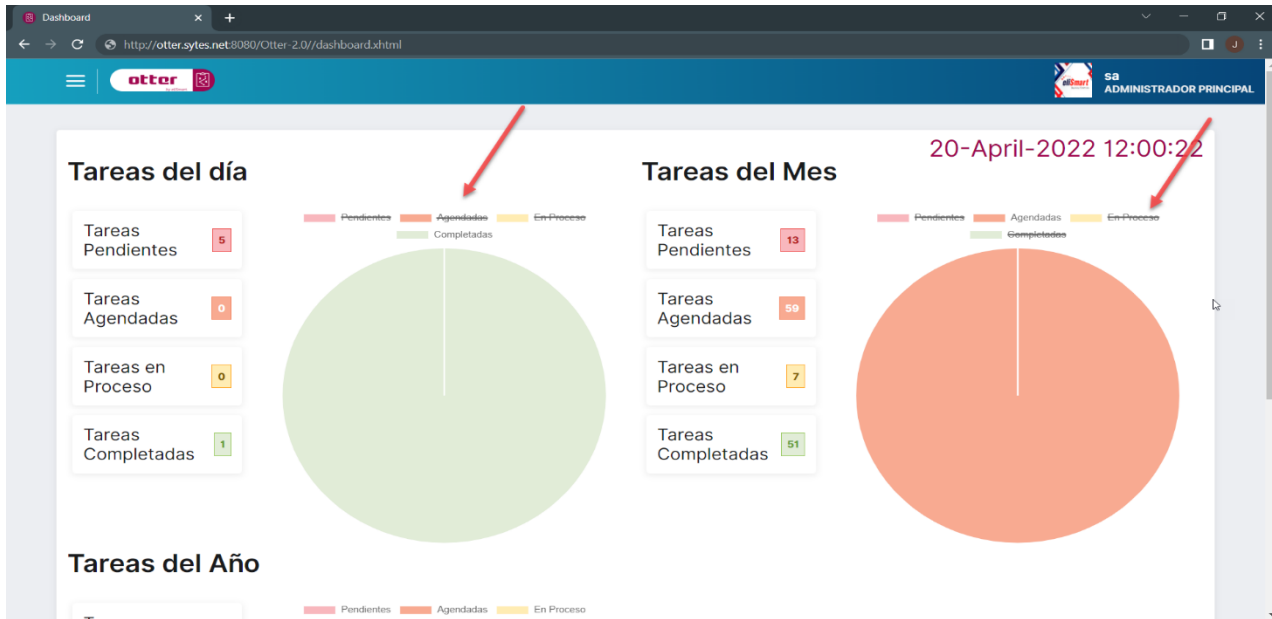 Dashboard
http://otter.sytes.net:8080/Otter-2.0//dashboard.xhtml
J
otter
sa
ADMINISTRADOR PRINCIPAL
20-April-2022 12:00:22
Tareas del día
Pendientes Agendadas En Proceso
Completadas
Tareas
Pendientes
5
Tareas
Agendadas
0
Tareas en
Proceso
0
Tareas
Completadas
1
Tareas del Mes
Pendientes Agendadas En Proceso
Completadas
Tareas
Pendientes
13
Tareas
Agendadas
59
Tareas en
Proceso
7
Tareas
Completadas
51
Tareas del Año
Pendientes Agendadas En Proceso